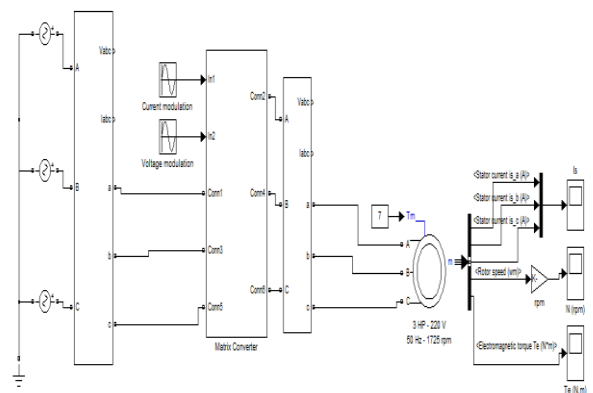 Vabc
A
Iabc
B
a
b
C
c
Current modulation
Voltage modulation
In1
In2
Conn1
Conn3
Conn5
Conn2
Conn4
Conn6
Matrix Converter
Vabc
A
Iabc
B
a
b
C
c
7
Tm
A
B
C
m
3 HP - 220 V
50 Hz - 1725 rpm
<Stator current is_a (A)>
<Stator current is_b (A)>
<Stator current is_c (A)>
<Rotor speed (wm)>
<Electromagnetic torque Te (N*m)>
K-
rpm
Is
N (rpm)
Te (N.m)